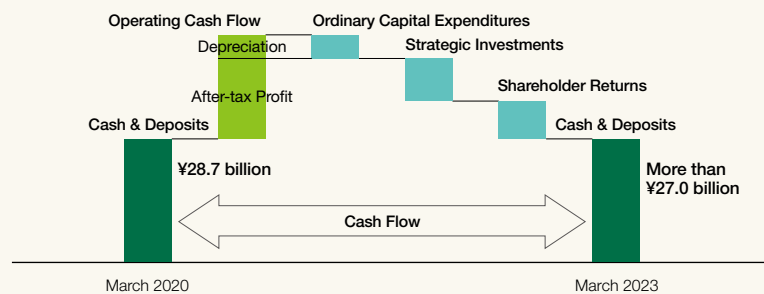 Operating Cash Flow
Ordinary Capital Expenditures
Depreciation
Strategic Investments
After-tax Profit
Shareholder Returns
Cash & Deposits
Cash & Deposits
¥28.7 billion
More than
¥27.0 billion
Cash Flow
March 2020
March 2023